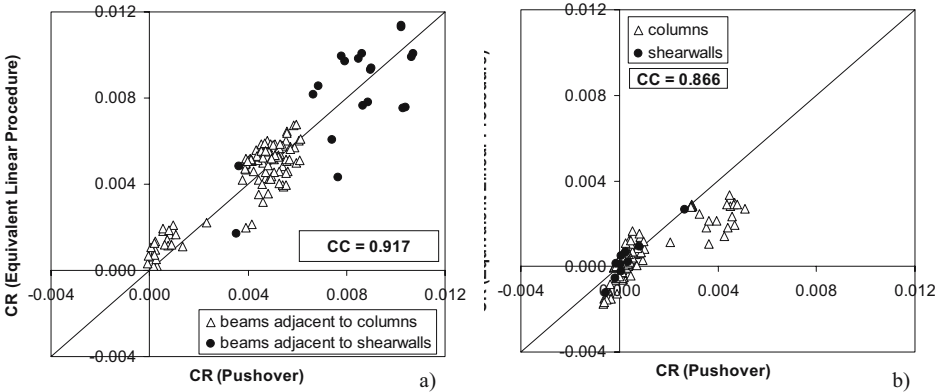 0.012
0.008
0.004
0.000
-0.004
-0.004
0.000
0.004
0.008
0.012
CR (Equivalent Linear Procedure)
CR (Pushover)
CC = 0.917
beams adjacent to columns
beams adjacent to shearwalls
a)
0.012
0.008
0.004
0.000
-0.004
-0.004
0.000
0.004
0.008
0.012
CR (Pushover)
columns
shearwalls
CC = 0.866
b)